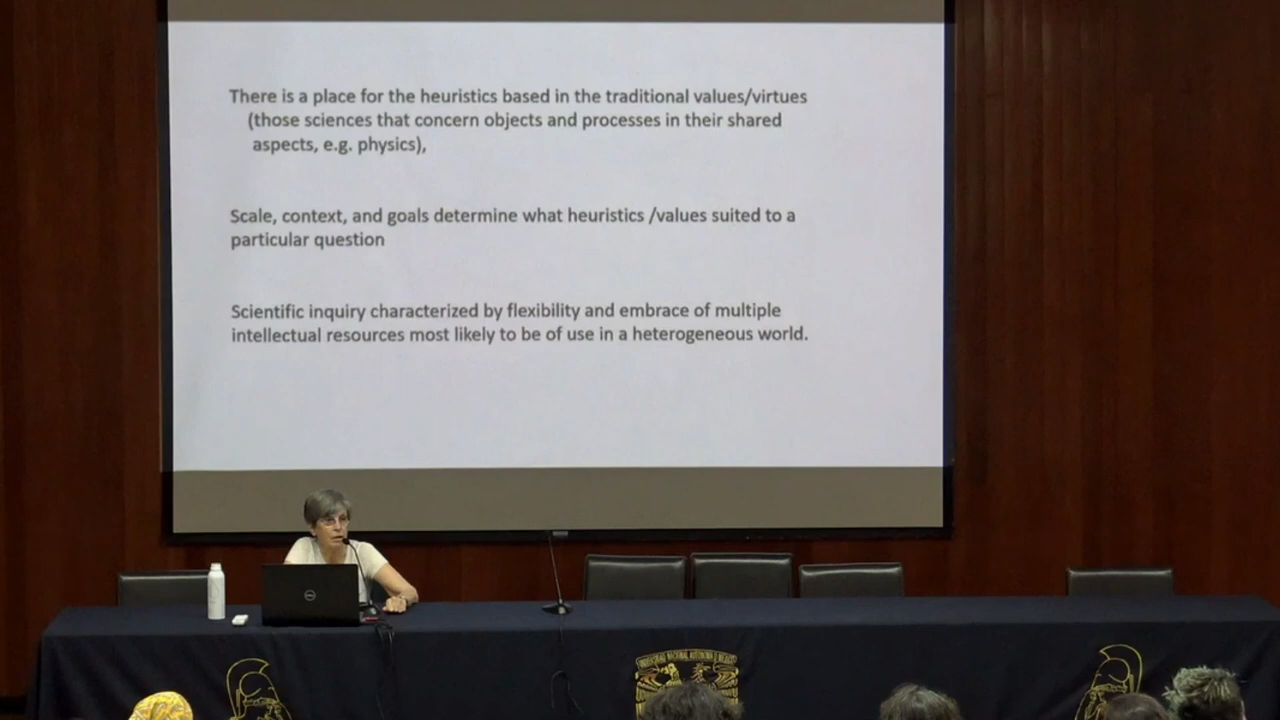 There is a place for the heuristics based in the traditional values/virtues
(those sciences that concern objects and processes in their shared
aspects, e.g. physics),
Scale, context, and goals determine what heuristics /values suited to a
particular question
Scientific inquiry characterized by flexibility and embrace of multiple
intellectual resources most likely to be of use in a heterogeneous world.
DELL